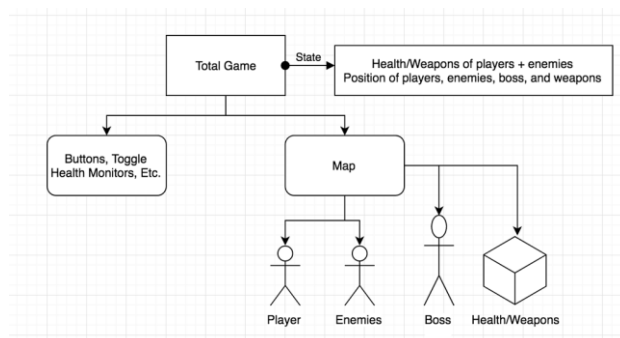 Total Game
State
Health/Weapons of players + enemies
Position of players, enemies, boss, and weapons
Buttons, Toggle
Health Monitors, Etc.
Map
Player
Enemies
Boss
Health/Weapons